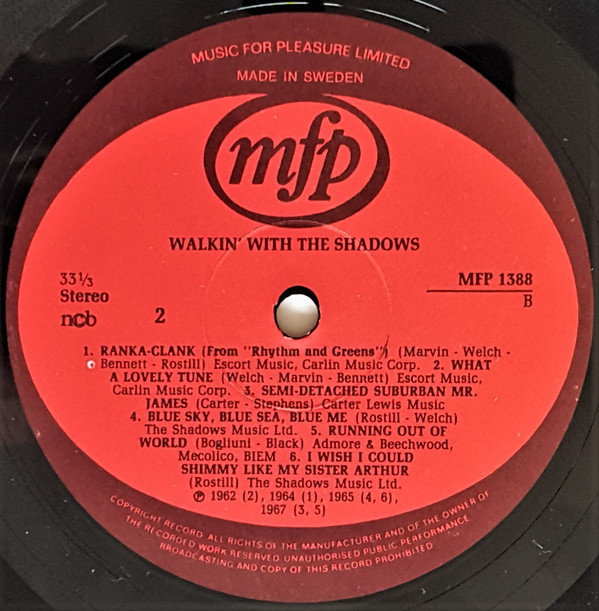 MUSIC FOR PLEASURE LIMITED
MADE IN SWEDEN
mfp
WALKIN' WITH THE SHADOWS
33⅓
Stereo
ncb
2
MFP 1388
B
1. RANKA-CLANK (From "Rhythm and Greens") (Marvin - Welch -
Bennett - Rostill) Escort Music, Carlin Music Corp. 2. WHAT
A LOVELY TUNE (Welch - Marvin - Bennett) Escort Music,
Carlin Music Corp. 3. SEMI-DETACHED SUBURBAN MR.
JAMES (Carter - Stephens) Carter Lewis Music
4. BLUE SKY, BLUE SEA, BLUE ME (Rostill - Welch)
The Shadows Music Ltd. 5. RUNNING OUT OF
WORLD (Bogliuni - Black) Admore & Beechwood,
Mecolico, BIEM 6. I WISH I COULD
SHIMMY LIKE MY SISTER ARTHUR
(Rostill) The Shadows Music Ltd.
℗ 1962 (2), 1964 (1), 1965 (4, 6),
1967 (3, 5)
COPYRIGHT RECORD ALL RIGHTS OF THE MANUFACTURER AND OF THE OWNER OF
THE RECORDED WORK RESERVED UNAUTHORISED PUBLIC PERFORMANCE
BROADCASTING AND COPY OF THIS RECORD PROHIBITED